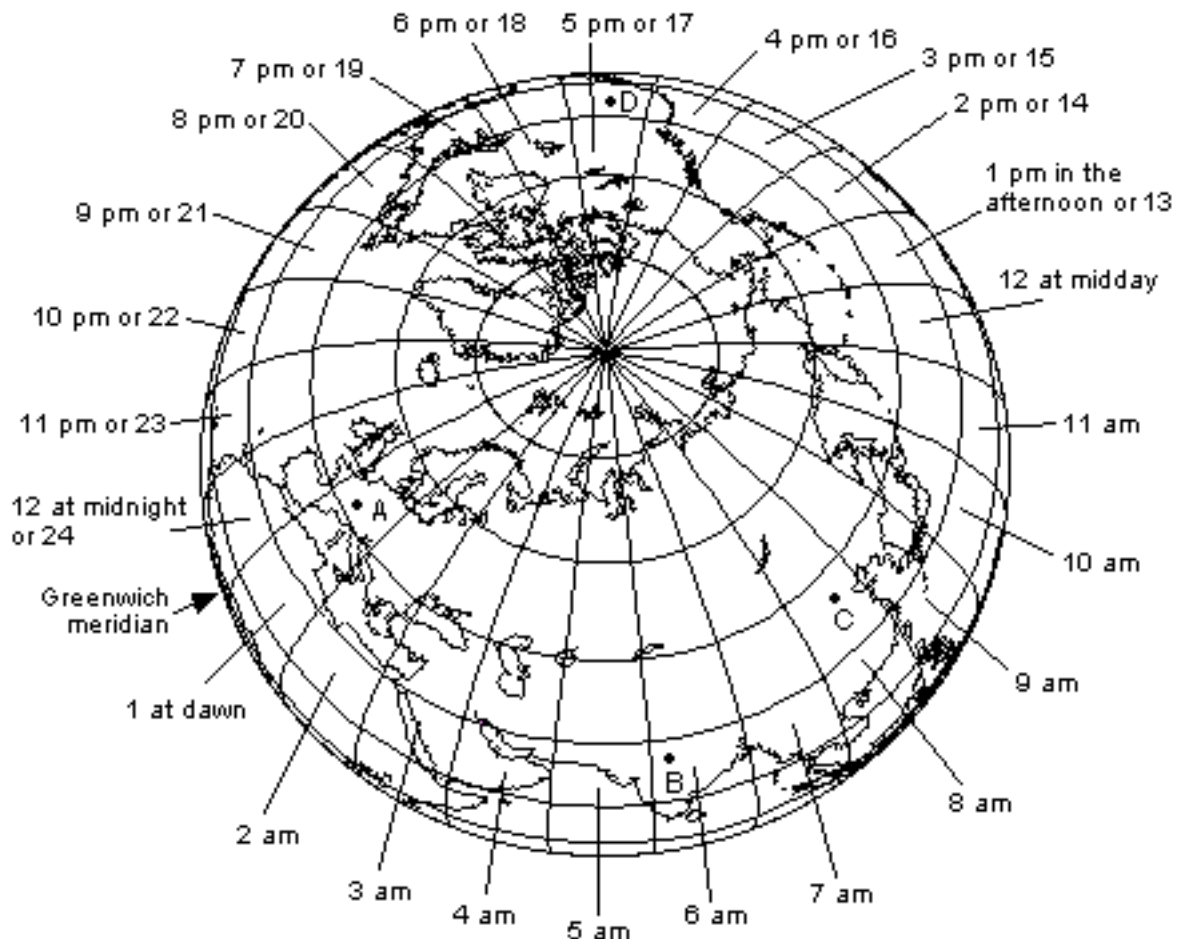 6 pm or 18
5 pm or 17
4 pm or 16
7 pm or 19
3 pm or 15
8 pm or 20
2 pm or 14
D
9 pm or 21
1 pm in the
afternoon or 13
10 pm or 22
12 at midday
11 pm or 23
11 am
12 at midnight
or 24
A
10 am
Greenwich
meridian
C
9 am
1 at dawn
B
8 am
2 am
7 am
3 am
6 am
4 am
5 am